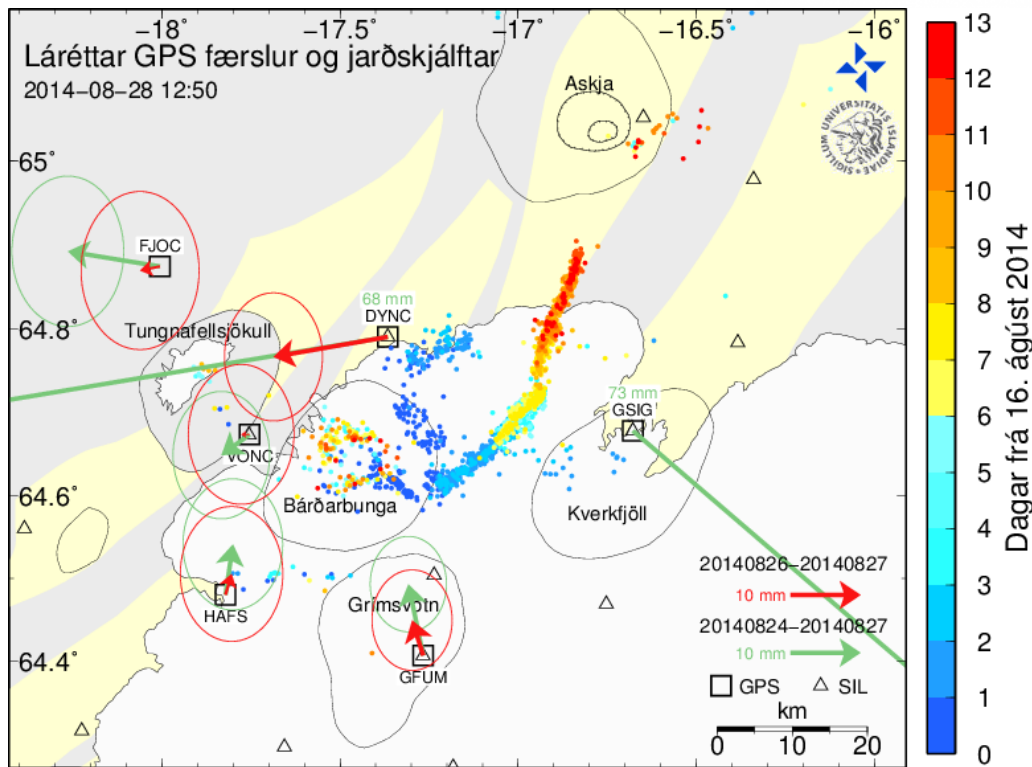 −18 −17.5 −17 −16.5 −16
Láréttar GPS færslur og jarðskjálftar
2014−08−28 12:50
Askja
UNIVERSITATIS ISLANDIAE SIGILLUM
65˚
FJOC
68 mm
DYNC
64.8˚
Tungnafellsjökull
73 mm
GSIG
VONC
64.6˚
Bárðarbunga
Kverkfjöll
20140826−20140827
10 mm
HAFS
Grímsvötn
20140824−20140827
10 mm
64.4˚
GFUM
GPS SIL
km
0 10 20
13
12
11
10
9
8
7
6
5
4
3
2
1
0
Dagar frá 16. ágúst 2014